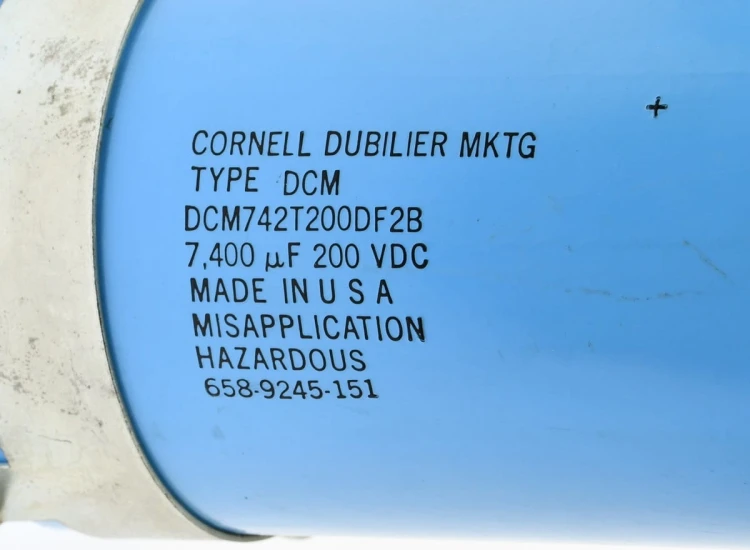 +
CORNELL DUBILIER MKTG
TYPE DCM
DCM742T200DF2B
7,400 µF 200 VDC
MADE IN U S A
MISAPPLICATION
HAZARDOUS
658-9245-151